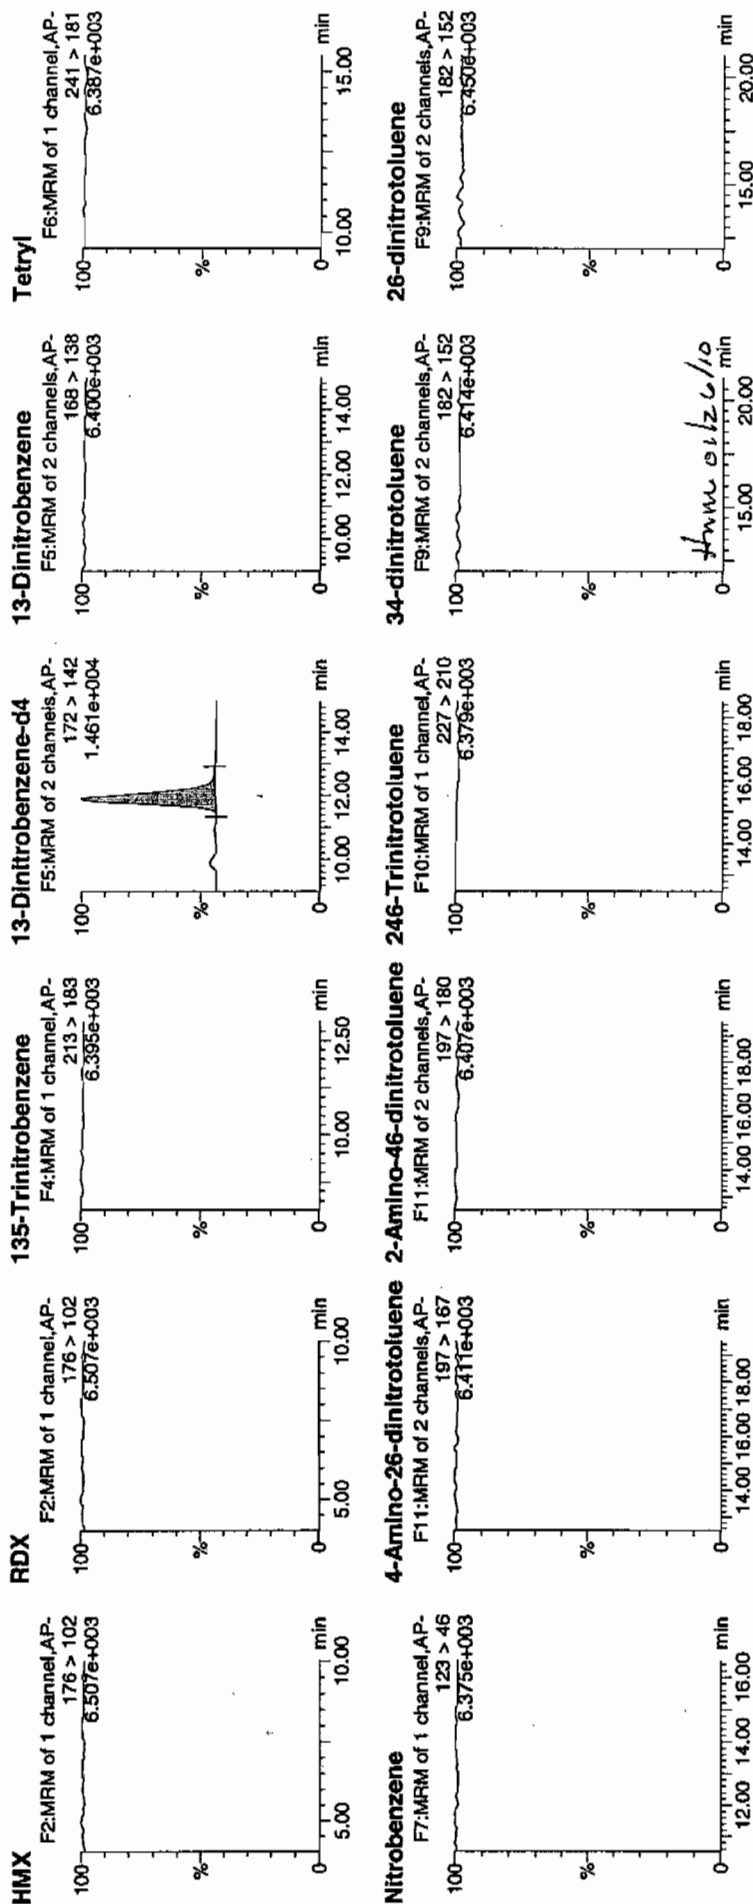 HMX
F2:MRM of 1 channel,AP-
176 > 102
6.507e+003
100
%
0
5.00 10.00 min
RDX
F2:MRM of 1 channel,AP-
176 > 102
6.507e+003
100
%
0
5.00 10.00 min
135-Trinitrobenzene
F4:MRM of 1 channel,AP-
213 > 183
6.395e+003
100
%
0
10.00 12.50 min
13-Dinitrobenzene-d4
F5:MRM of 2 channels,AP-
172 > 142
1.461e+004
100
%
0
10.00 12.00 14.00 min
13-Dinitrobenzene
F5:MRM of 2 channels,AP-
168 > 138
6.400e+003
100
%
0
10.00 12.00 14.00 min
Tetryl
F6:MRM of 1 channel,AP-
241 > 181
6.387e+003
100
%
0
10.00 15.00 min
Nitrobenzene
F7:MRM of 1 channel,AP-
123 > 46
6.375e+003
100
%
0
12.00 14.00 16.00 min
4-Amino-26-dinitrotoluene
F11:MRM of 2 channels,AP-
197 > 167
6.411e+003
100
%
0
14.00 16.00 18.00 min
2-Amino-46-dinitrotoluene
F11:MRM of 2 channels,AP-
197 > 180
6.407e+003
100
%
0
14.00 16.00 18.00 min
246-Trinitrotoluene
F10:MRM of 1 channel,AP-
227 > 210
6.379e+003
100
%
0
14.00 16.00 18.00 min
34-dinitrotoluene
F9:MRM of 2 channels,AP-
182 > 152
6.414e+003
100
%
0
15.00 20.00 min
01/26/10
26-dinitrotoluene
F9:MRM of 2 channels,AP-
182 > 152
6.450e+003
100
%
0
15.00 20.00 min